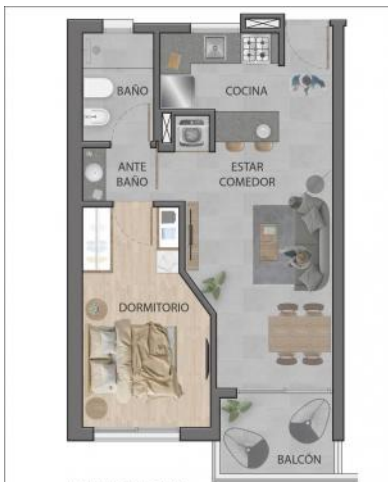 BAÑO
COCINA
ANTE
BAÑO
ESTAR
COMEDOR
DORMITORIO
BALCÓN